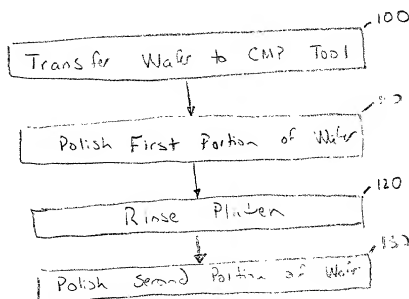 100
Transfer Wafer to CMP Tool
Polish First Portion of Wafer
120
Rinse Platen
130
Polish Second Portion of Wafer